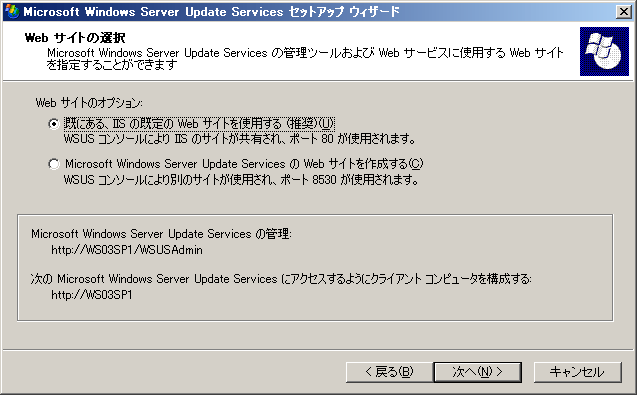 Microsoft Windows Server Update Services セットアップ ウィザード
Web サイトの選択
Microsoft Windows Server Update Services の管理ツールおよび Web サービスに使用する Web サイト
を指定することができます
Web サイトのオプション:
既にある、IIS の既定の Web サイトを使用する (推奨)(U)
WSUS コンソールにより IIS のサイトが共有され、ポート 80 が使用されます。
Microsoft Windows Server Update Services の Web サイトを作成する(C)
WSUS コンソールにより別のサイトが使用され、ポート 8530 が使用されます。
Microsoft Windows Server Update Services の管理:
http://WS03SP1/WSUSAdmin
次の Microsoft Windows Server Update Services にアクセスするようにクライアント コンピュータを構成する:
http://WS03SP1
< 戻る(B) 次へ(N) > キャンセル